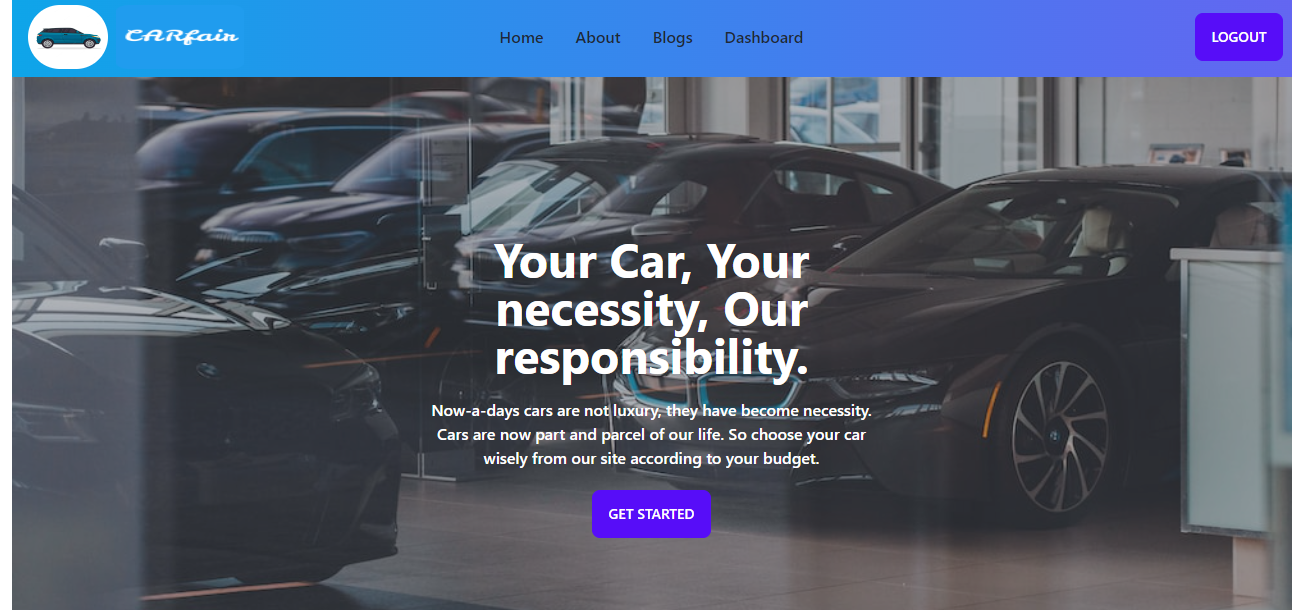 CARfair
Home About Blogs Dashboard
LOGOUT
Your Car, Your
necessity, Our
responsibility.
Now-a-days cars are not luxury, they have become necessity.
Cars are now part and parcel of our life. So choose your car
wisely from our site according to your budget.
GET STARTED